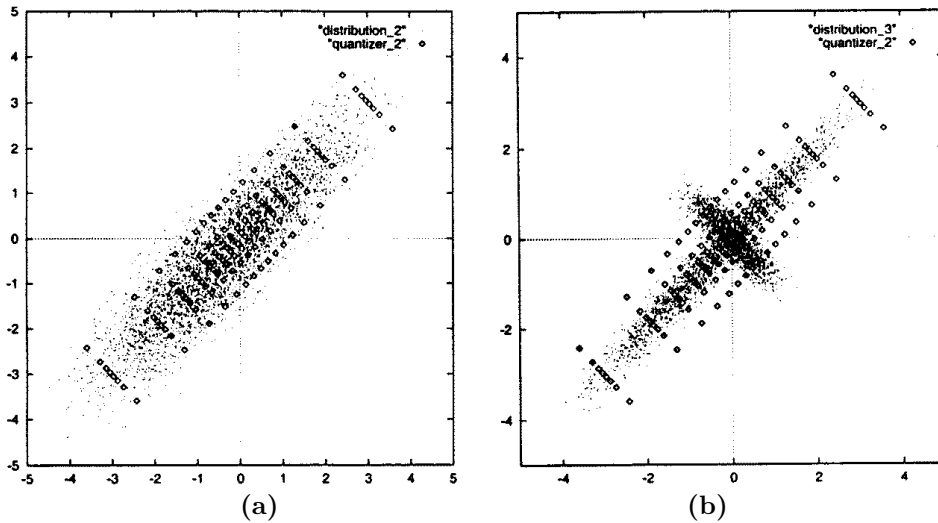 "distribution_2"
"quantizer_2"
5
4
3
2
1
0
-1
-2
-3
-4
-5
-5 -4 -3 -2 -1 0 1 2 3 4 5
(a)
"distribution_3"
"quantizer_2"
4
2
0
-2
-4
-4 -2 0 2 4
(b)